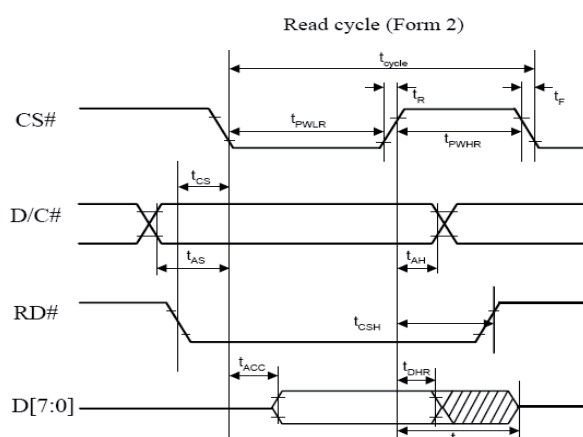 Read cycle (Form 2)
tcycle
tR
tF
CS#
tPWLR
tPWHR
tCS
D/C#
tAS
tAH
RD#
tCSH
tACC
tDHR
D[7:0]